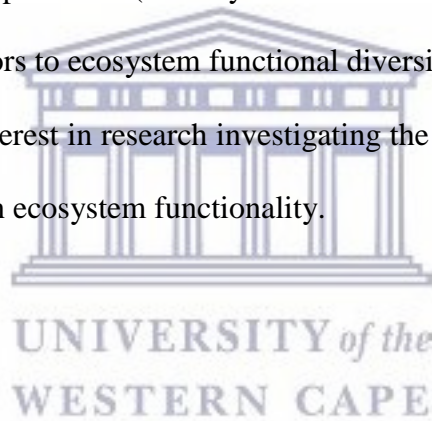 ors to ecosystem functional diversi
erest in research investigating the
ecosystem functionality.
UNIVERSITY of the
WESTERN CAPE